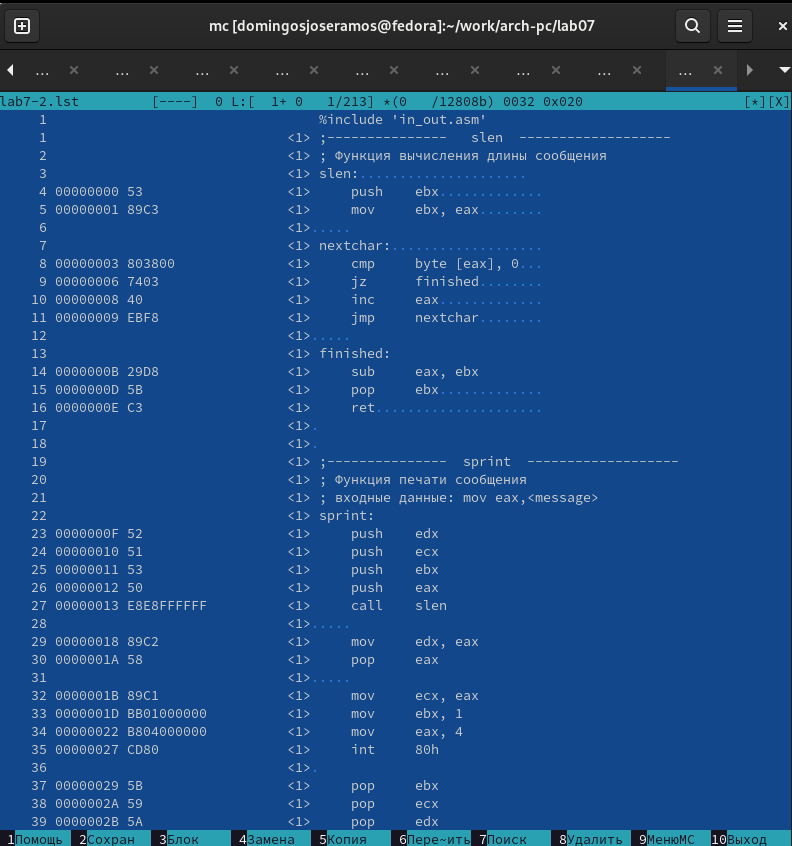 mc [domingosjoseramos@fedora]:~/work/arch-pc/lab07
... × ... × ... × ... × ... × ... × ... × ... × ... ×
lab7-2.lst [----] 0 L:[ 1+ 0 1/213] *(0 /12808b) 0032 0x020 [*][X]
1 %include 'in_out.asm'
1 <1> ;--------------- slen -------------------
2 <1> ; Функция вычисления длины сообщения
3 <1> slen:.....................
4 00000000 53 <1> push ebx.............
5 00000001 89C3 <1> mov ebx, eax........
6 <1>.....
7 <1> nextchar:...................
8 00000003 803800 <1> cmp byte [eax], 0...
9 00000006 7403 <1> jz finished........
10 00000008 40 <1> inc eax.............
11 00000009 EBF8 <1> jmp nextchar........
12 <1>.....
13 <1> finished:
14 0000000B 29D8 <1> sub eax, ebx
15 0000000D 5B <1> pop ebx.............
16 0000000E C3 <1> ret.....................
17 <1>.
18 <1>.
19 <1> ;--------------- sprint -------------------
20 <1> ; Функция печати сообщения
21 <1> ; входные данные: mov eax,<message>
22 <1> sprint:
23 0000000F 52 <1> push edx
24 00000010 51 <1> push ecx
25 00000011 53 <1> push ebx
26 00000012 50 <1> push eax
27 00000013 E8E8FFFFFF <1> call slen
28 <1>.....
29 00000018 89C2 <1> mov edx, eax
30 0000001A 58 <1> pop eax
31 <1>.....
32 0000001B 89C1 <1> mov ecx, eax
33 0000001D BB01000000 <1> mov ebx, 1
34 00000022 B804000000 <1> mov eax, 4
35 00000027 CD80 <1> int 80h
36 <1>.
37 00000029 5B <1> pop ebx
38 0000002A 59 <1> pop ecx
39 0000002B 5A <1> pop edx
1Помощь 2Сохран 3Блок 4Замена 5Копия 6Пере~ить 7Поиск 8Удалить 9МенюMC 10Выход